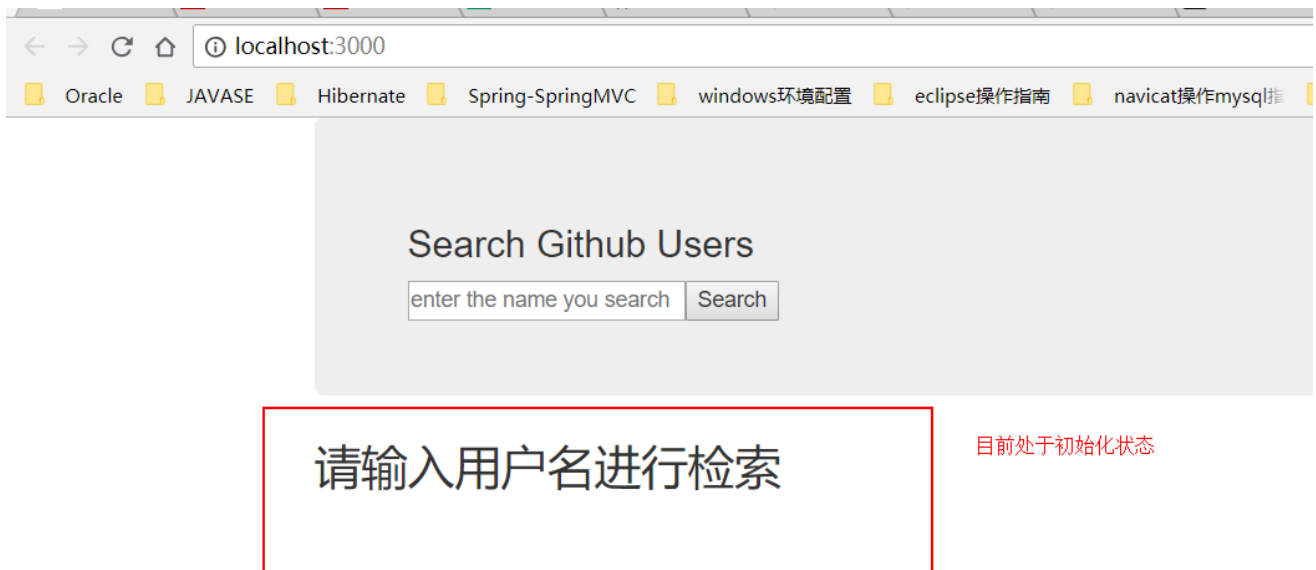 localhost:3000
Oracle JAVASE Hibernate Spring-SpringMVC windows环境配置 eclipse操作指南 navicat操作mysql指
Search Github Users
enter the name you search Search
请输入用户名进行检索
目前处于初始化状态